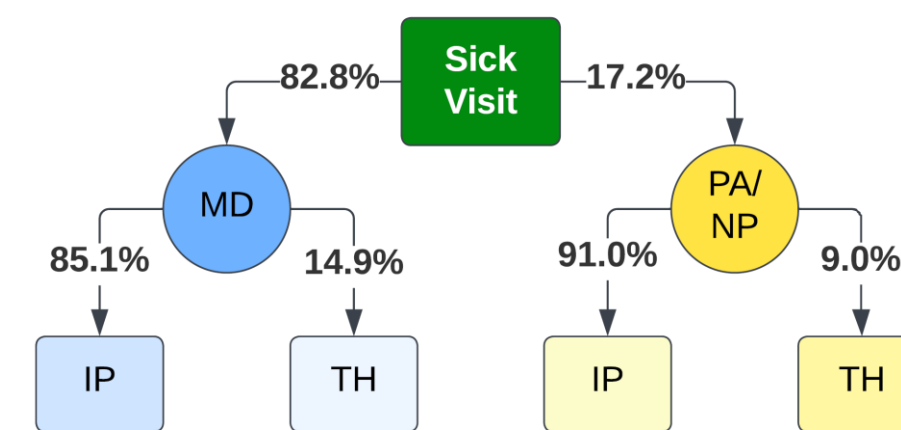 Sick
Visit
82.8%
17.2%
MD
PA/
NP
85.1%
14.9%
91.0%
9.0%
IP
TH
IP
TH